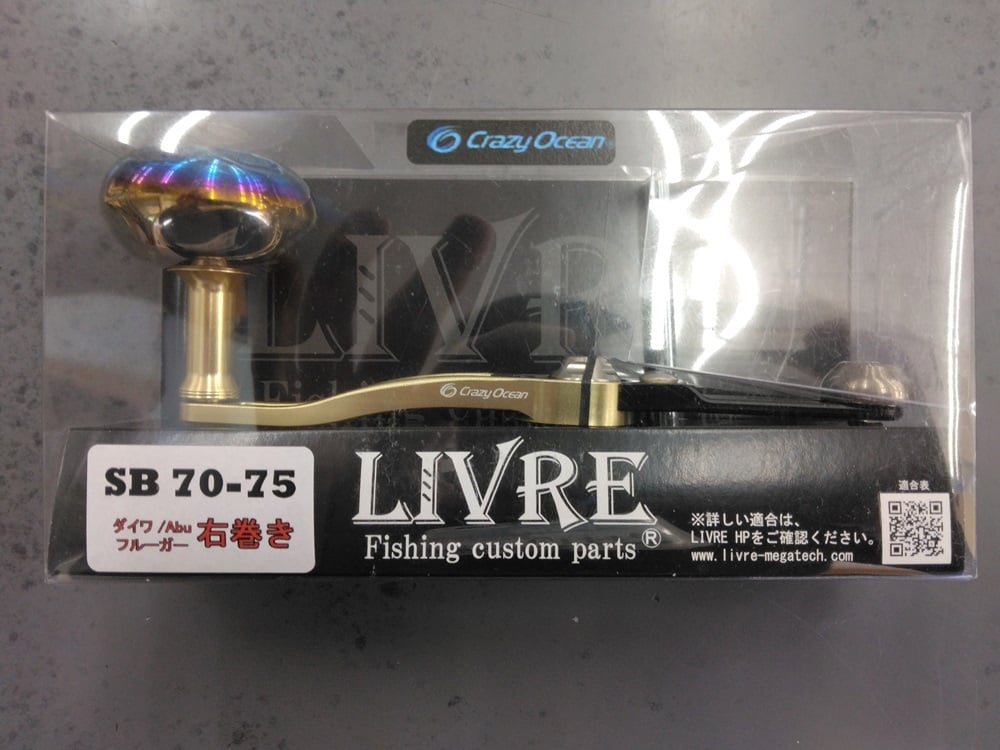 Crazy Ocean
LIVRE
Fishing
Crazy Ocean
SB 70-75
ダイワ/Abu
フルーガー
右巻き
LIVRE
Fishing custom parts®
※詳しい適合は、
LIVRE HPをご確認ください。
www.livre-megatech.com
適合表